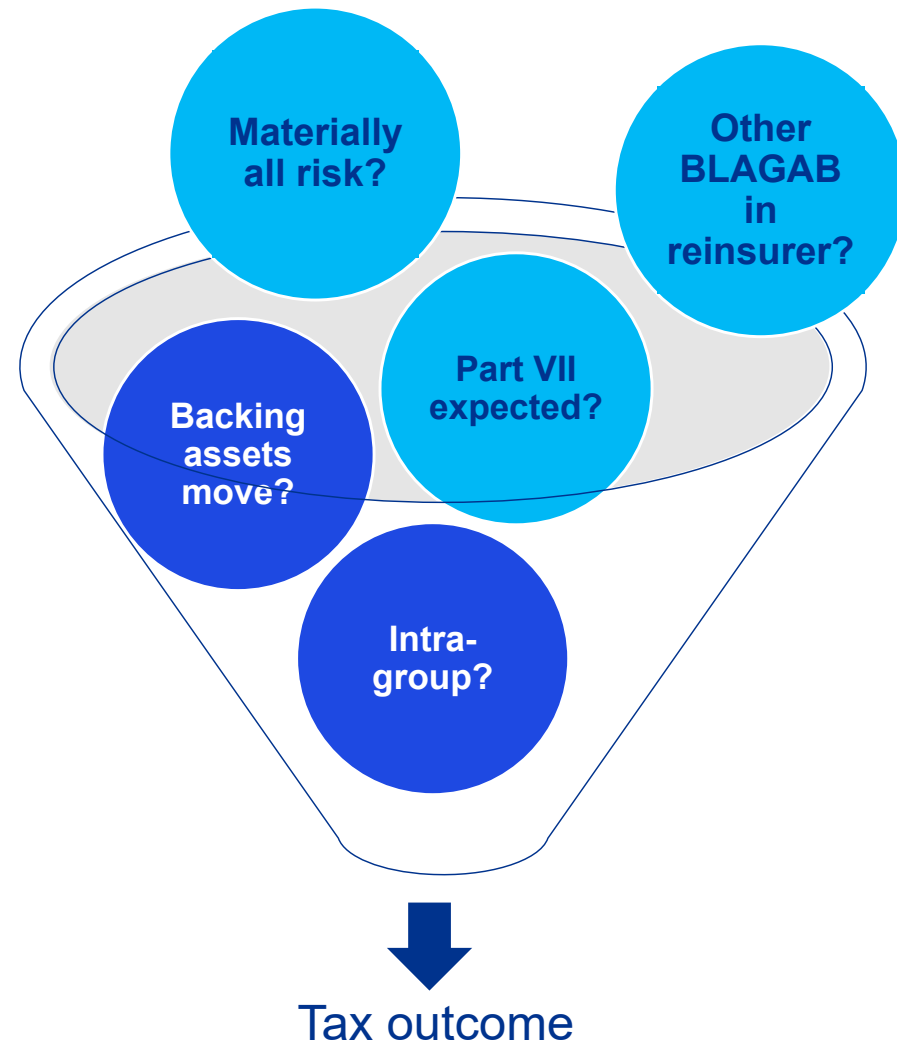 Materially
all risk?
Other
BLAGAB
in
reinsurer?
Part VII
expected?
Backing
assets
move?
Intra-
group?
Tax outcome